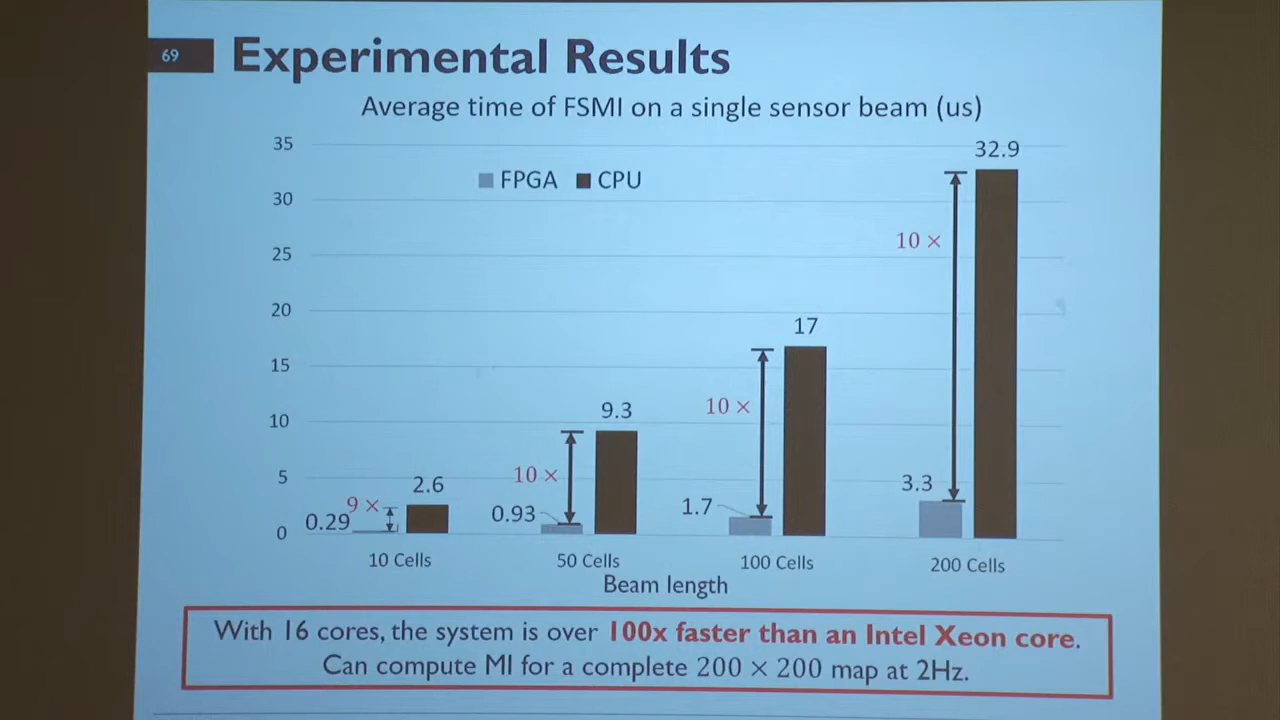 69
Experimental Results
Average time of FSMI on a single sensor beam (us)
35
30
25
20
15
10
5
0
FPGA
CPU
0.29
9 ×
2.6
0.93
10 ×
9.3
1.7
10 ×
17
3.3
10 ×
32.9
10 Cells
50 Cells
100 Cells
200 Cells
Beam length
With 16 cores, the system is over 100x faster than an Intel Xeon core.
Can compute MI for a complete 200 × 200 map at 2Hz.